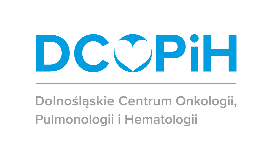 DCOPiH
Dolnośląskie Centrum Onkologii,
Pulmonologii i Hematologii